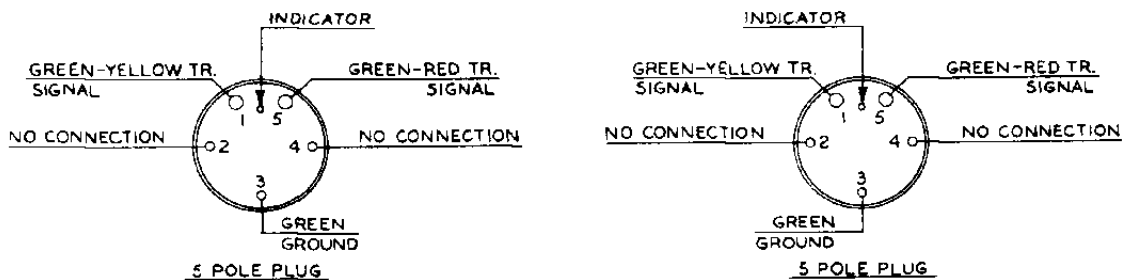 INDICATOR
GREEN-YELLOW TR.
SIGNAL
GREEN-RED TR.
SIGNAL
1 5
NO CONNECTION
2 4
NO CONNECTION
3
GREEN
GROUND
5 POLE PLUG
INDICATOR
GREEN-YELLOW TR.
SIGNAL
GREEN-RED TR.
SIGNAL
1 5
NO CONNECTION
2 4
NO CONNECTION
3
GREEN
GROUND
5 POLE PLUG